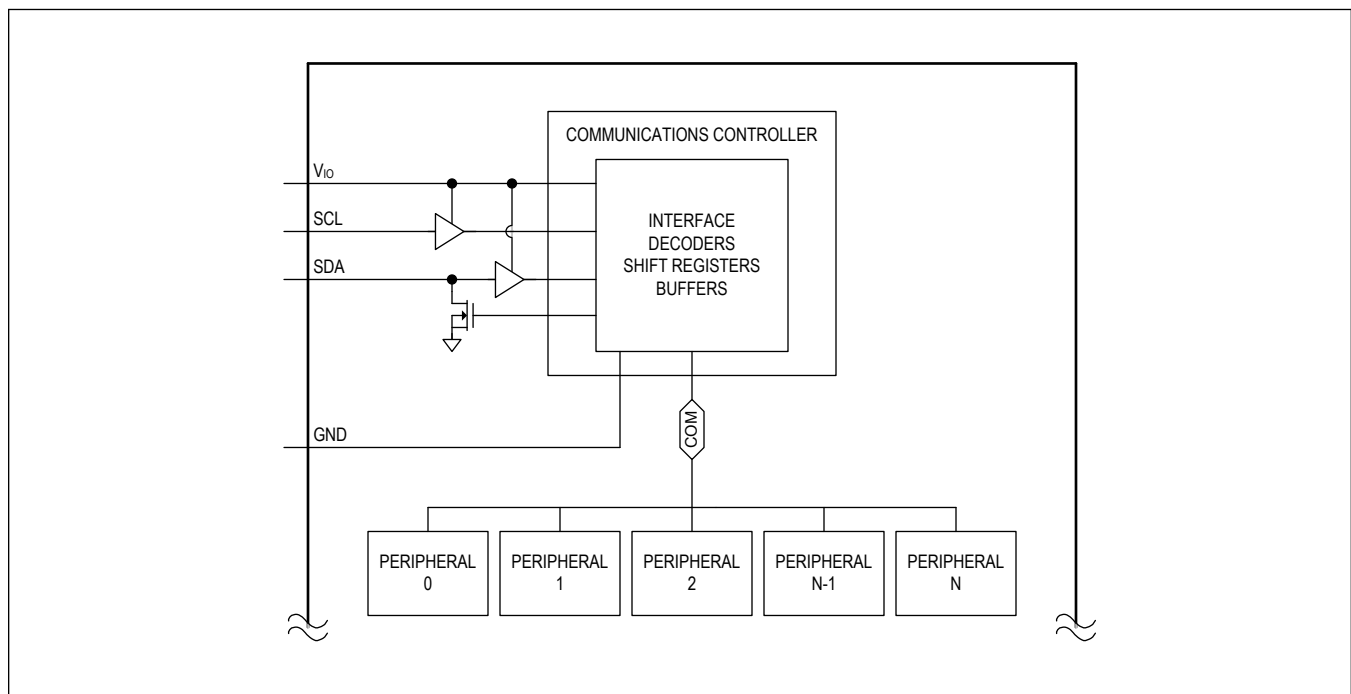 COMMUNICATIONS CONTROLLER
VIO
SCL
SDA
INTERFACE
DECODERS
SHIFT REGISTERS
BUFFERS
GND
COM
PERIPHERAL
0
PERIPHERAL
1
PERIPHERAL
2
PERIPHERAL
N-1
PERIPHERAL
N